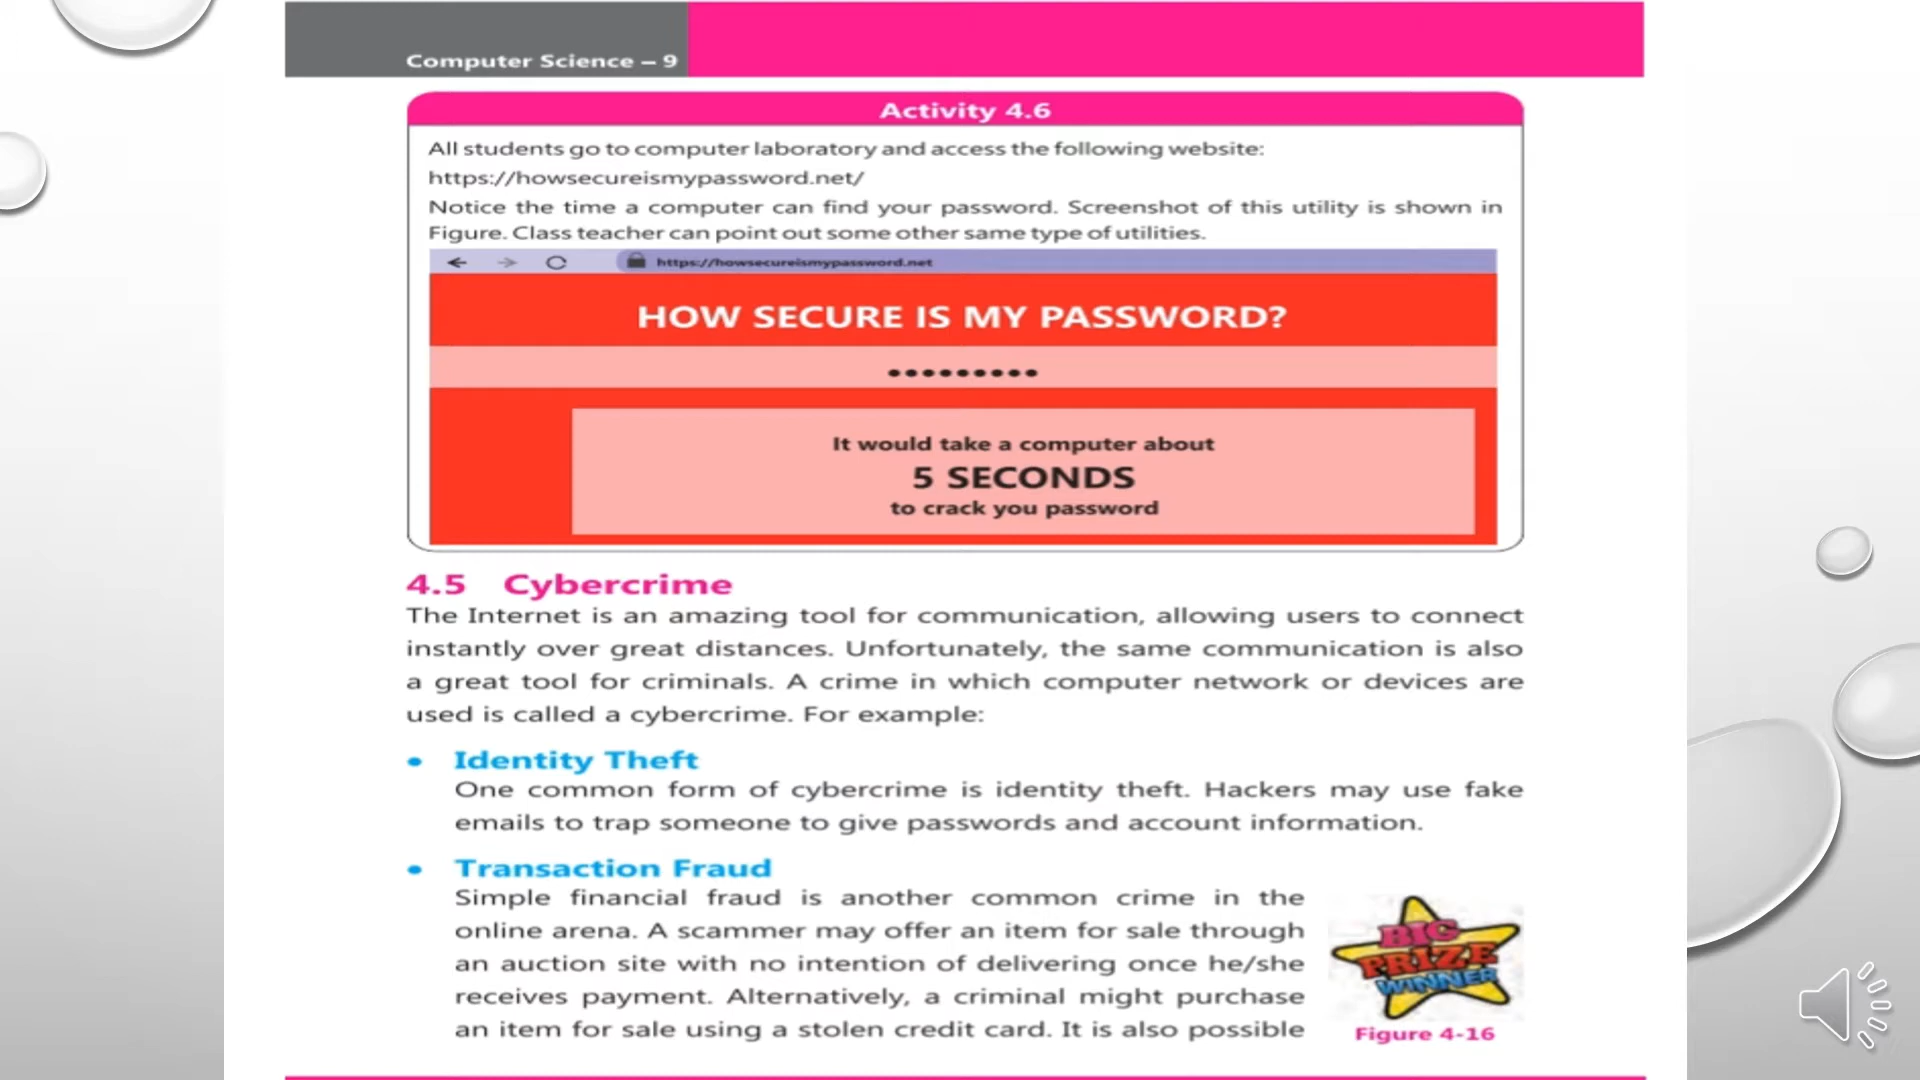 Computer Science – 9
Activity 4.6
All students go to computer laboratory and access the following website:
https://howsecureismypassword.net/
Notice the time a computer can find your password. Screenshot of this utility is shown in
Figure. Class teacher can point out some other same type of utilities.
https://howsecureismypassword.net
HOW SECURE IS MY PASSWORD?
•••••••••
It would take a computer about
5 SECONDS
to crack you password
4.5 Cybercrime
The Internet is an amazing tool for communication, allowing users to connect
instantly over great distances. Unfortunately, the same communication is also
a great tool for criminals. A crime in which computer network or devices are
used is called a cybercrime. For example:
• Identity Theft
One common form of cybercrime is identity theft. Hackers may use fake
emails to trap someone to give passwords and account information.
• Transaction Fraud
Simple financial fraud is another common crime in the
online arena. A scammer may offer an item for sale through
an auction site with no intention of delivering once he/she
receives payment. Alternatively, a criminal might purchase
an item for sale using a stolen credit card. It is also possible
BIG
PRIZE
WINNER
Figure 4-16